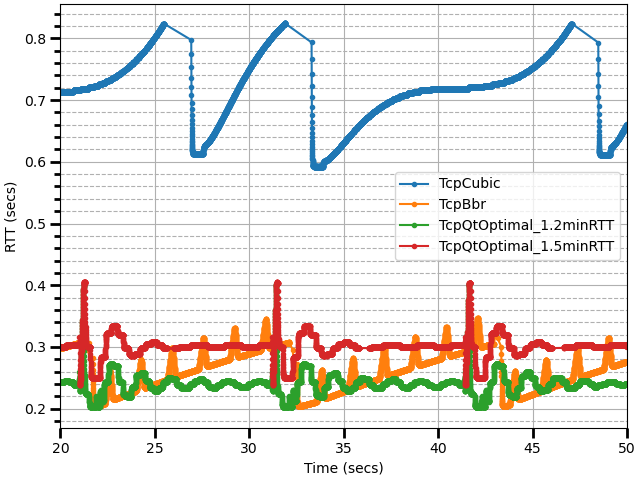 0.8
0.7
0.6
0.5
0.4
0.3
0.2
RTT (secs)
TcpCubic
TcpBbr
TcpQtOptimal_1.2minRTT
TcpQtOptimal_1.5minRTT
20 25 30 35 40 45 50
Time (secs)